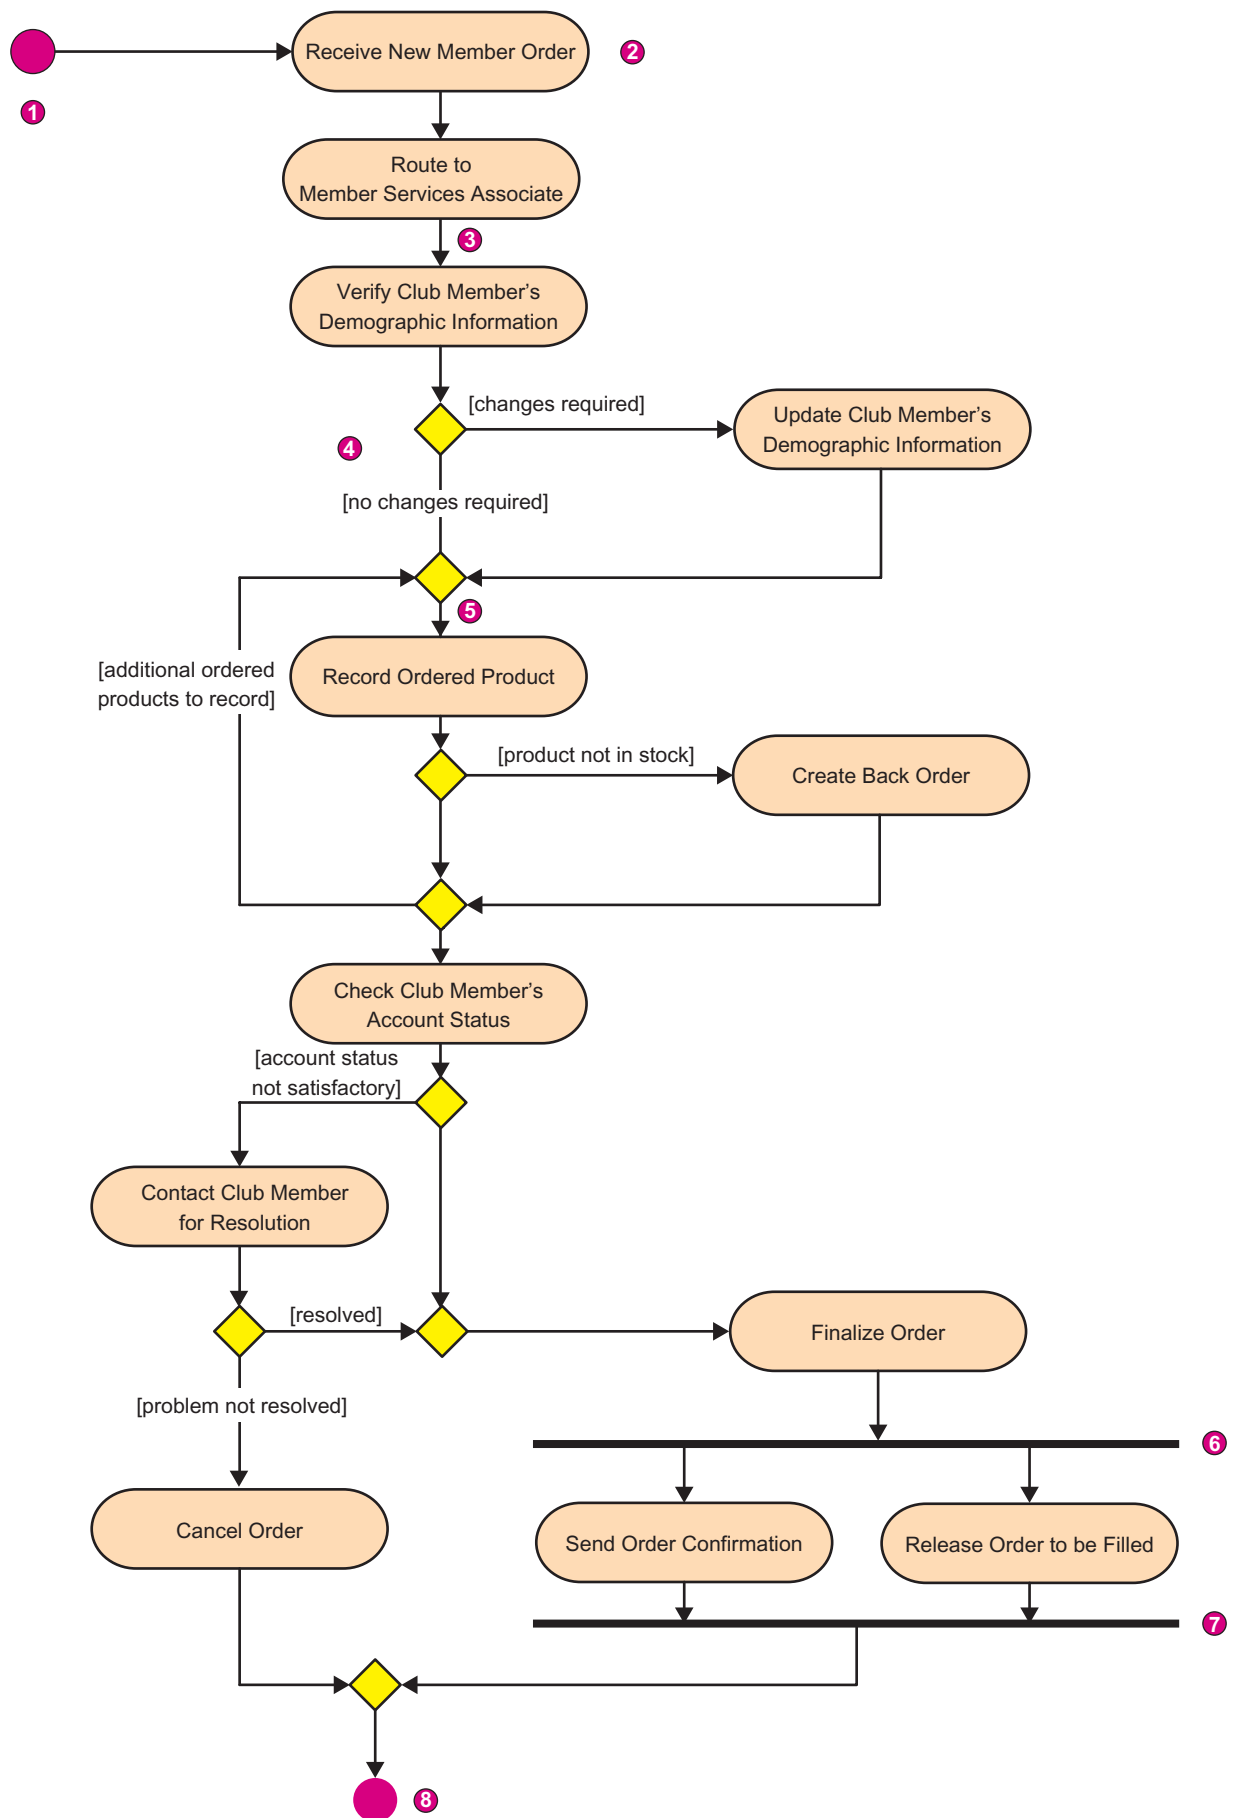 Receive New Member Order
2
1
Route to
Member Services Associate
3
Verify Club Member’s
Demographic Information
[changes required]
Update Club Member’s
Demographic Information
4
[no changes required]
5
[additional ordered
products to record]
Record Ordered Product
[product not in stock]
Create Back Order
Check Club Member’s
Account Status
[account status
not satisfactory]
Contact Club Member
for Resolution
[resolved]
Finalize Order
[problem not resolved]
6
Cancel Order
Send Order Confirmation
Release Order to be Filled
7
8